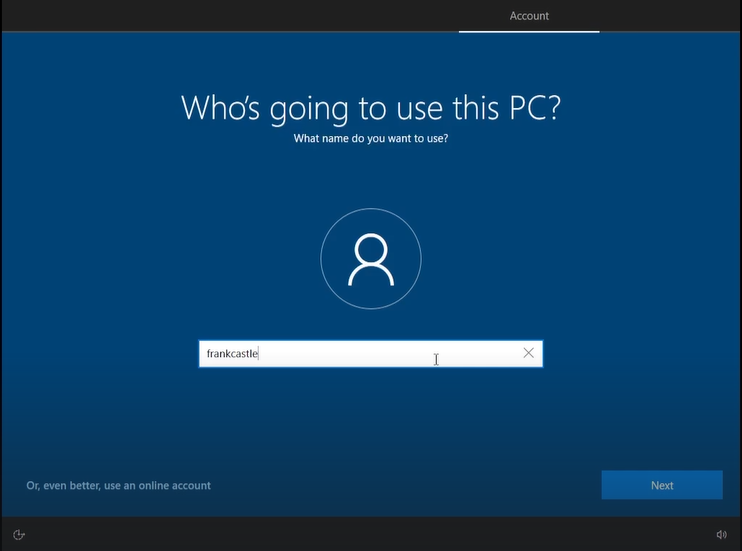 Account
Who's going to use this PC?
What name do you want to use?
frankcastle
Or, even better, use an online account
Next